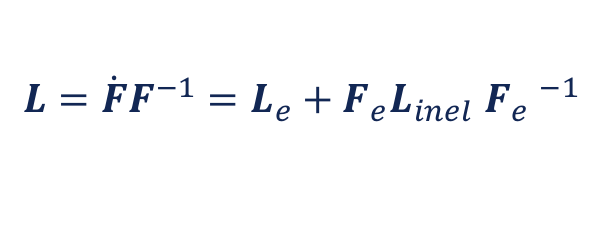 L = ḞF⁻¹ = Lₑ + FₑL_inel Fₑ ⁻¹